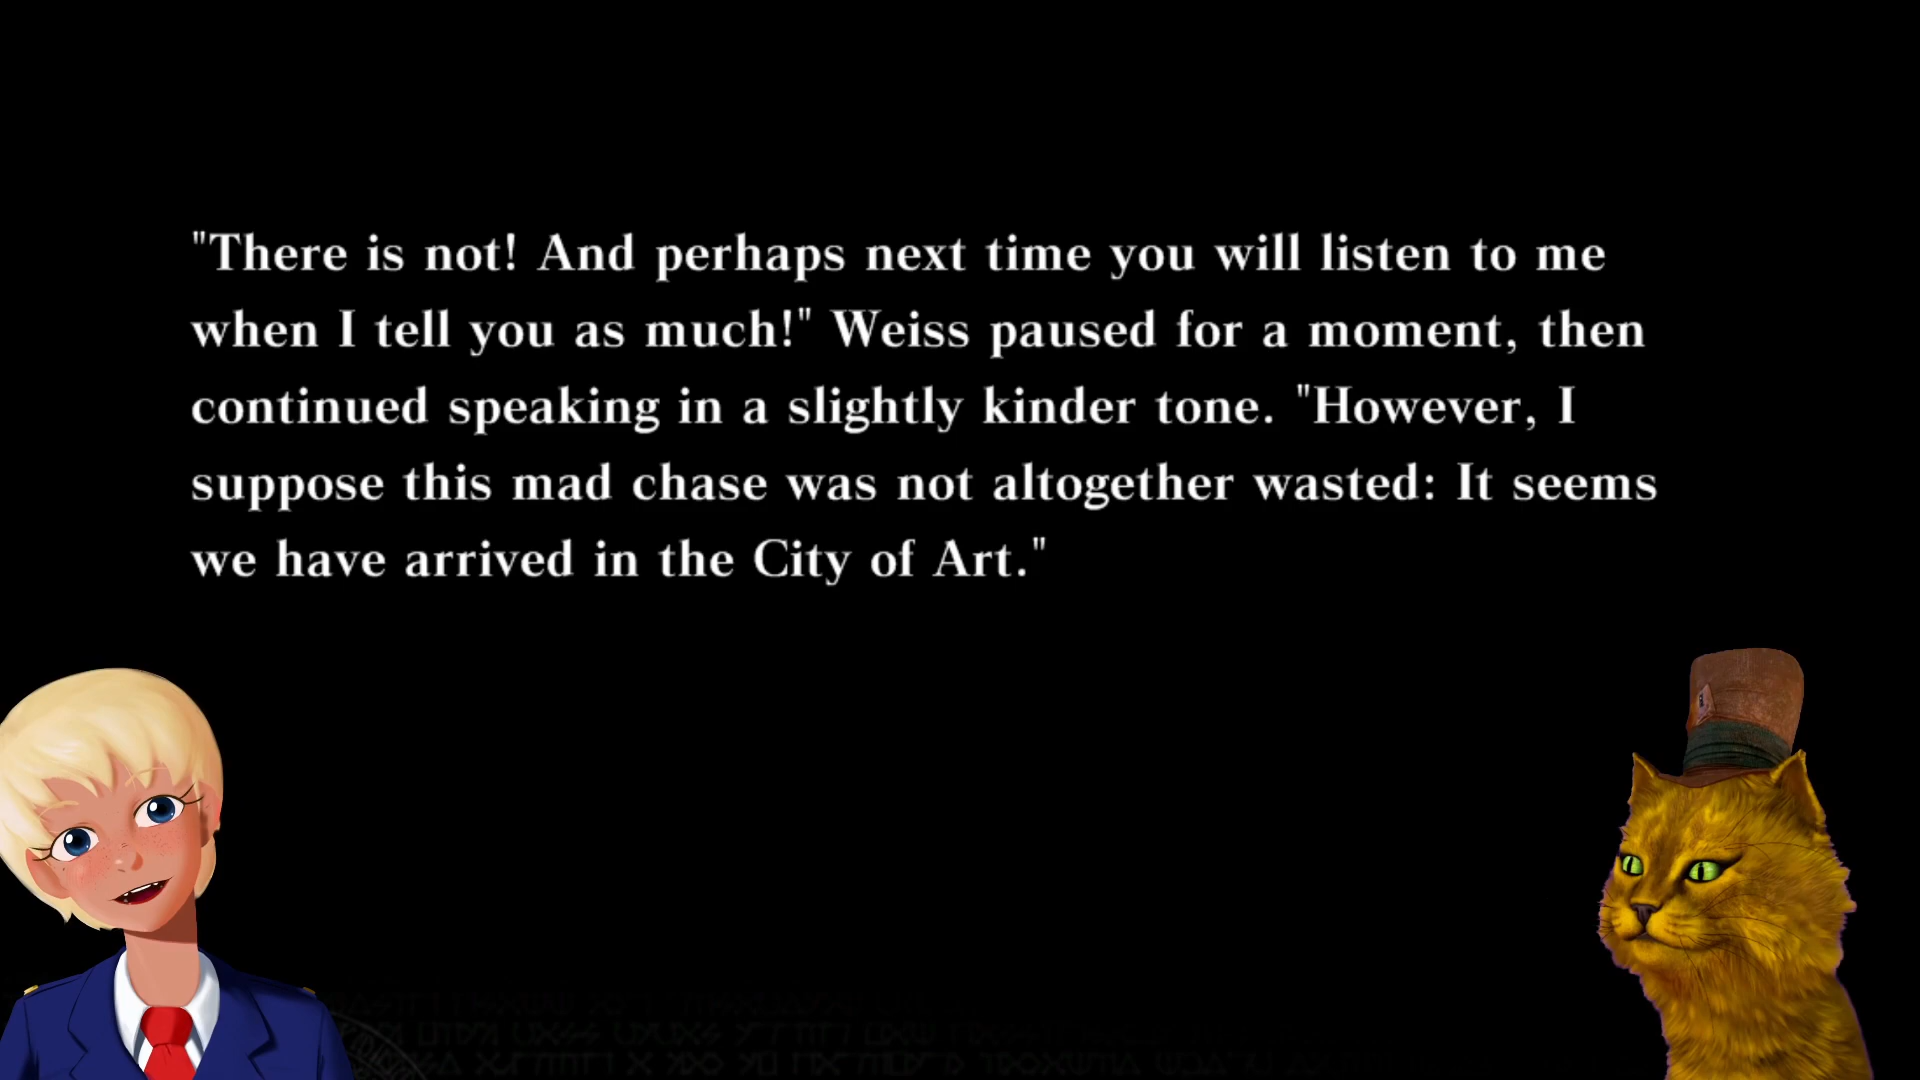 "There is not! And perhaps next time you will listen to me
when I tell you as much!" Weiss paused for a moment, then
continued speaking in a slightly kinder tone. "However, I
suppose this mad chase was not altogether wasted: It seems
we have arrived in the City of Art."